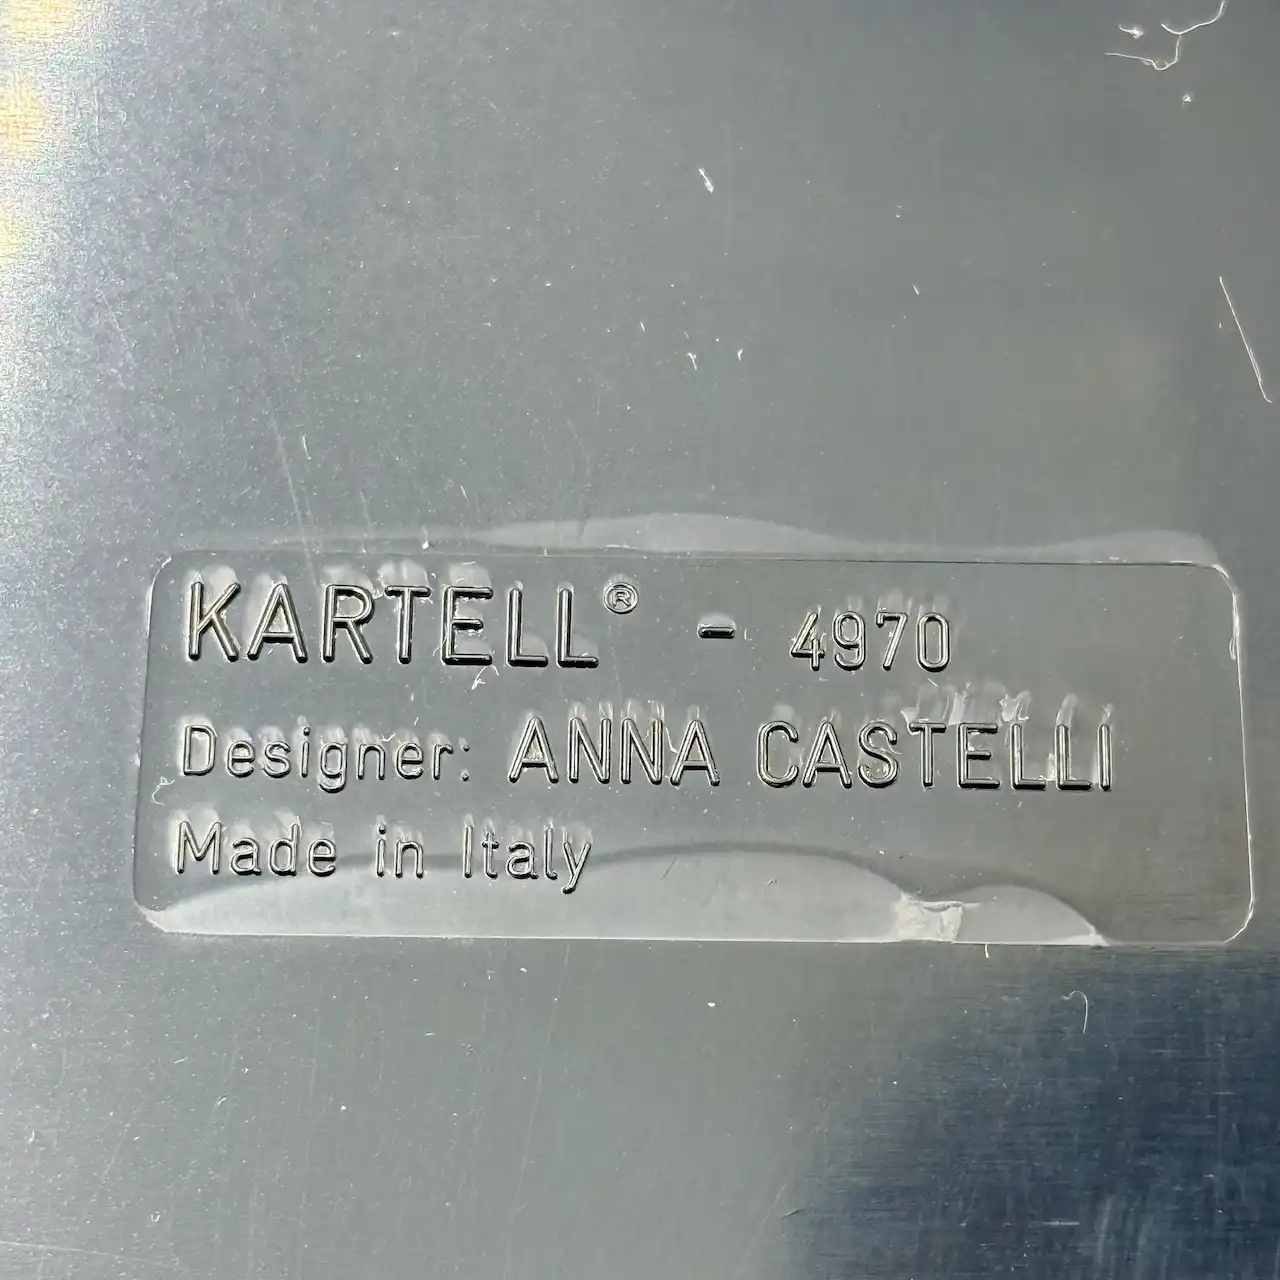 KARTELL® - 4970
Designer: ANNA CASTELLI
Made in Italy